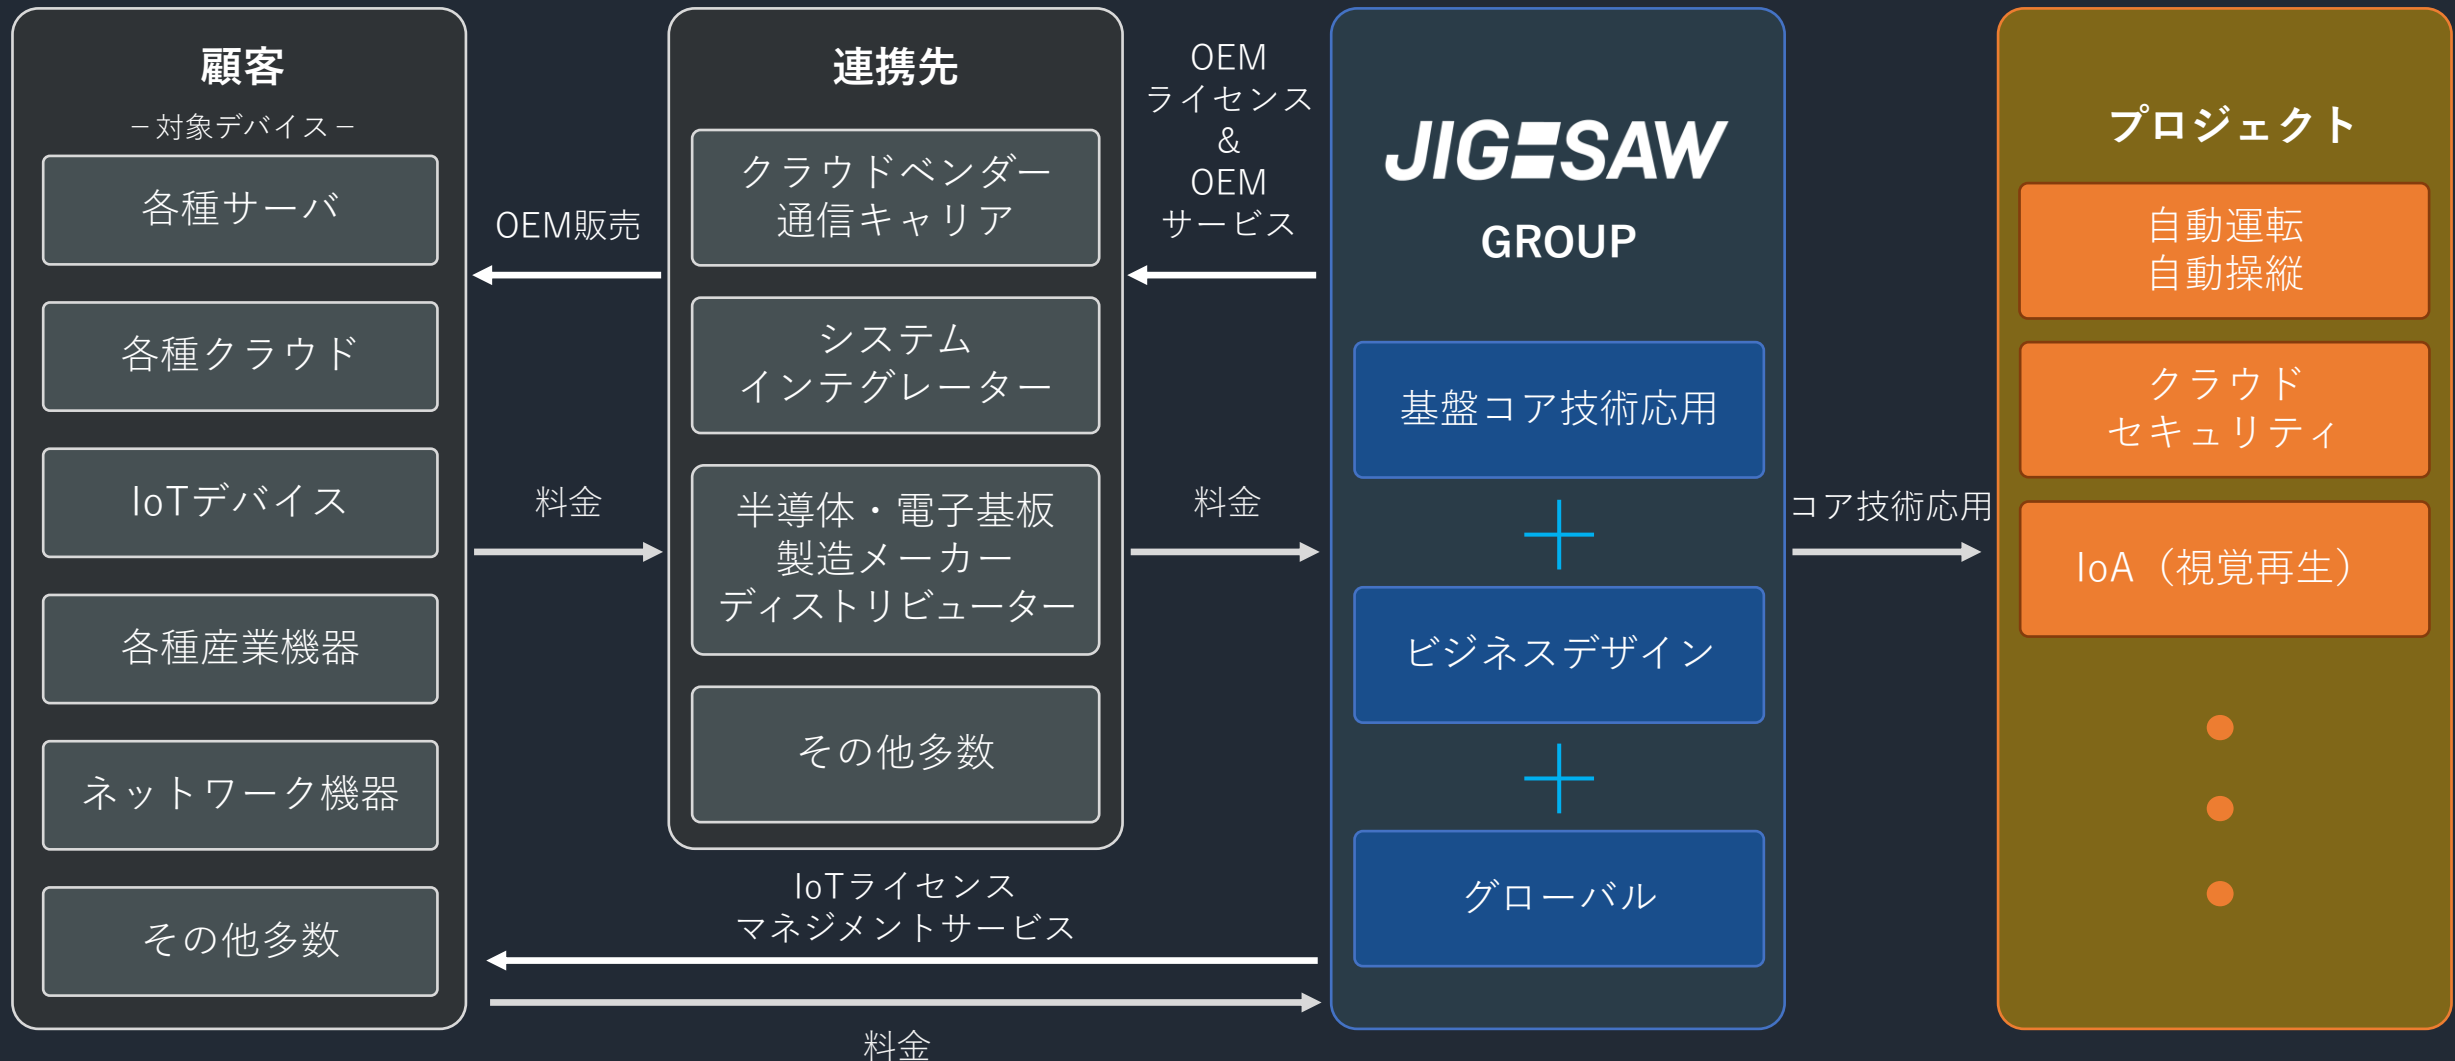 顧客
－対象デバイス－
各種サーバ
各種クラウド
IoTデバイス
各種産業機器
ネットワーク機器
その他多数
OEM販売
料金
連携先
クラウドベンダー
通信キャリア
システム
インテグレーター
半導体・電子基板
製造メーカー
ディストリビューター
その他多数
OEM
ライセンス
&
OEM
サービス
料金
IoTライセンス
マネジメントサービス
料金
JIG-SAW
GROUP
基盤コア技術応用
＋
ビジネスデザイン
＋
グローバル
コア技術応用
プロジェクト
自動運転
自動操縦
クラウド
セキュリティ
IoA（視覚再生）